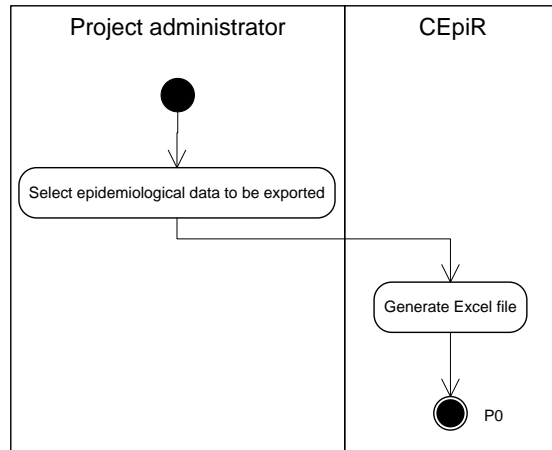 Project administrator
CEpiR
Select epidemiological data to be exported
Generate Excel file
P0